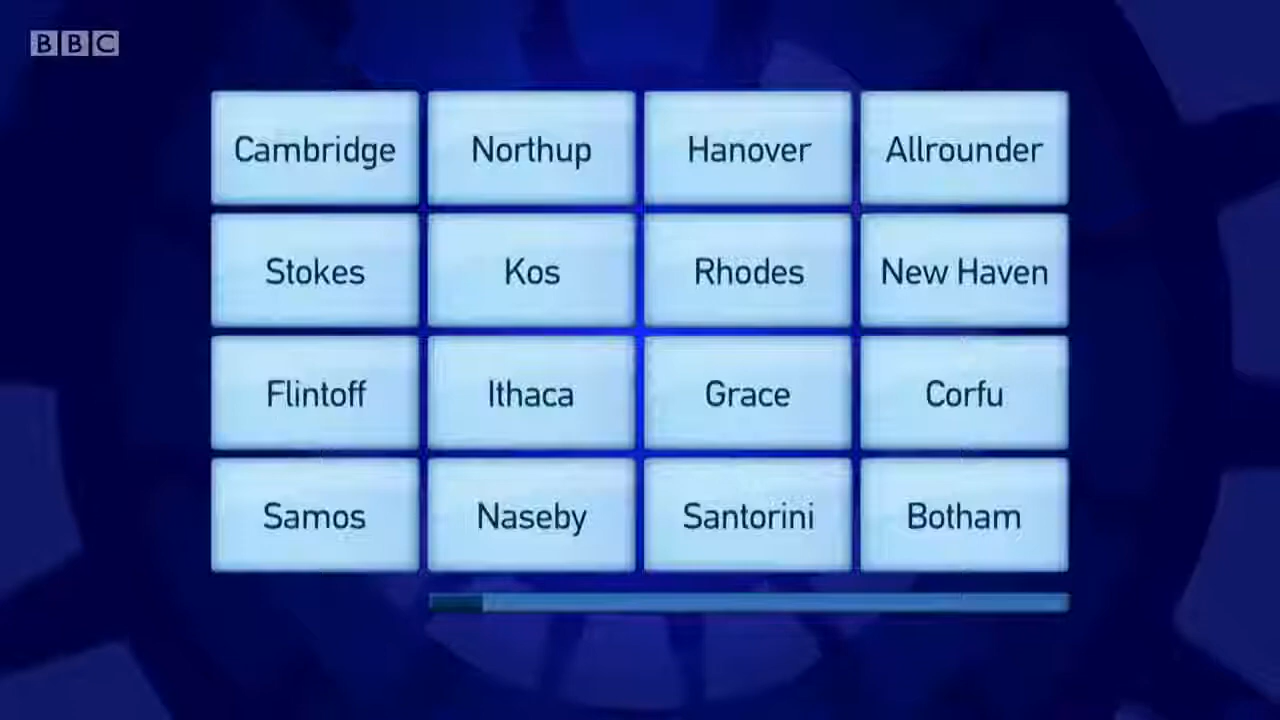 BBC
Cambridge Northup Hanover Allrounder
Stokes Kos Rhodes New Haven
Flintoff Ithaca Grace Corfu
Samos Naseby Santorini Botham